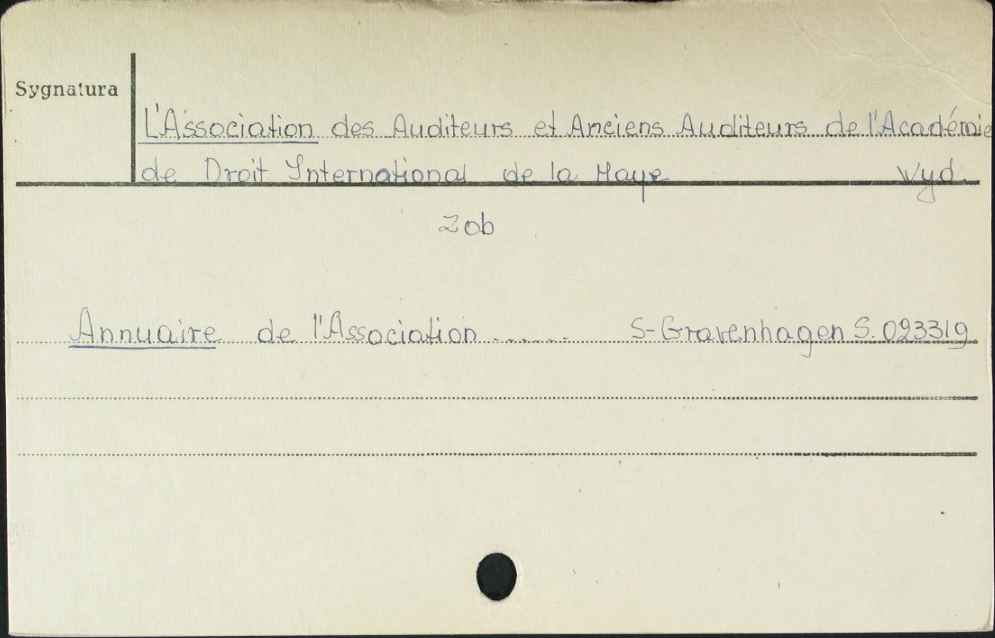 Sygnatura
L'Association des Auditeurs et Anciens Auditeurs de l'Académie
de Droit International de la Haye Wyd.
Zob
Annuaire de l'Association ...... S-Gravenhagen S. 023319